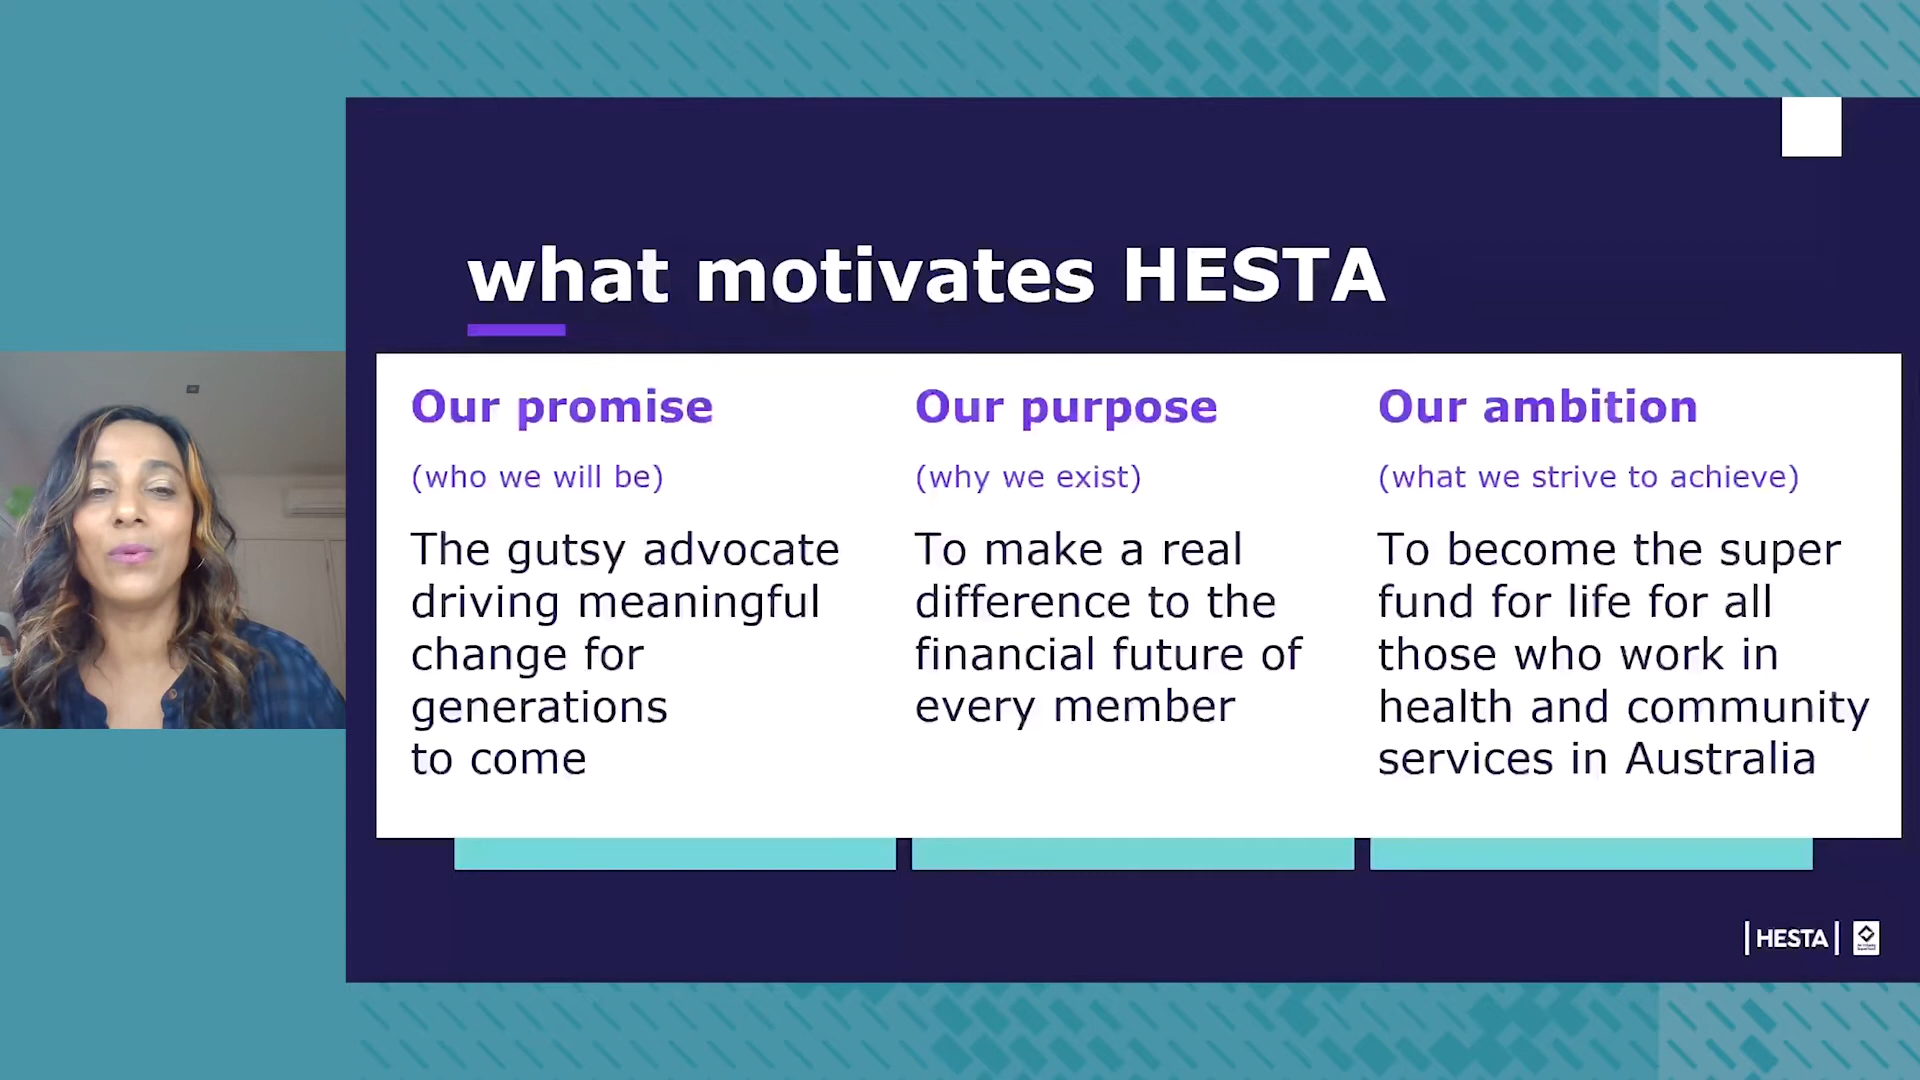 what motivates HESTA
Our promise
(who we will be)
The gutsy advocate
driving meaningful
change for
generations
to come
Our purpose
(why we exist)
To make a real
difference to the
financial future of
every member
Our ambition
(what we strive to achieve)
To become the super
fund for life for all
those who work in
health and community
services in Australia
HESTA